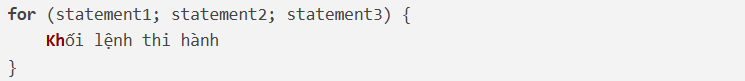 for (statement1; statement2; statement3) {
Khối lệnh thi hành
}